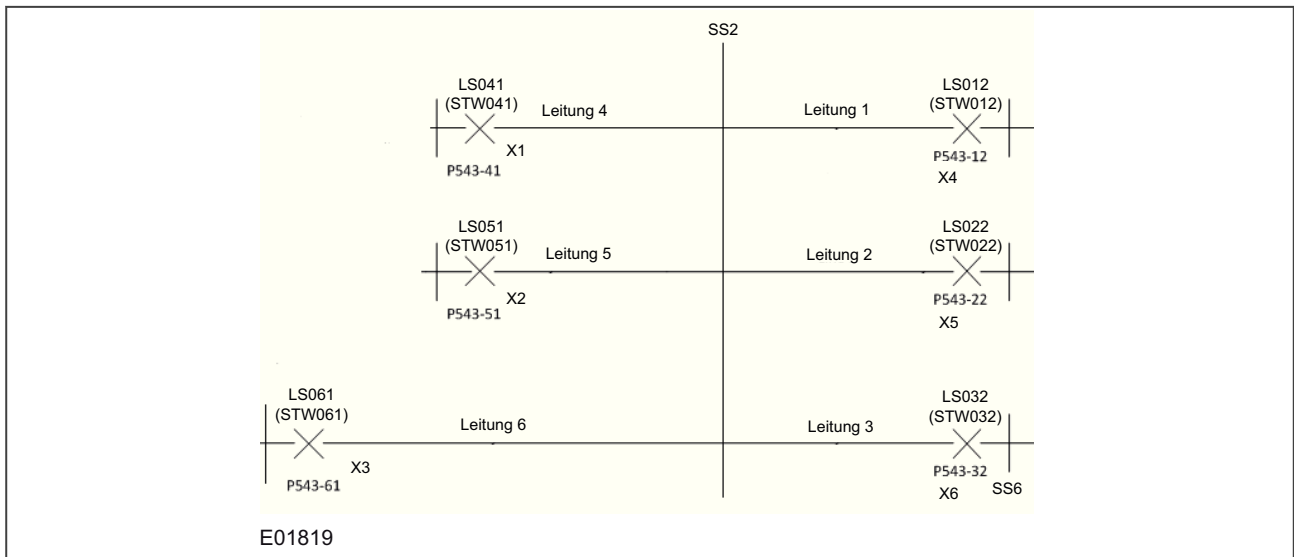 SS2
LS041
(STW041)
Leitung 4
X1
P543-41
Leitung 1
LS012
(STW012)
P543-12
X4
LS051
(STW051)
Leitung 5
X2
P543-51
Leitung 2
LS022
(STW022)
P543-22
X5
LS061
(STW061)
Leitung 6
X3
P543-61
Leitung 3
LS032
(STW032)
P543-32
X6
SS6
E01819